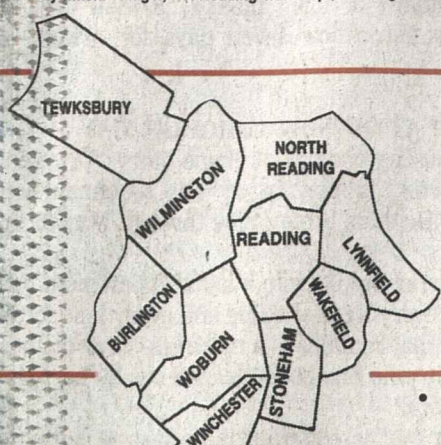 TEWKSBURY
WILMINGTON
NORTH
READING
READING
LYNNFIELD
BURLINGTON
WAKEFIELD
WOBURN
STONEHAM
WINCHESTER